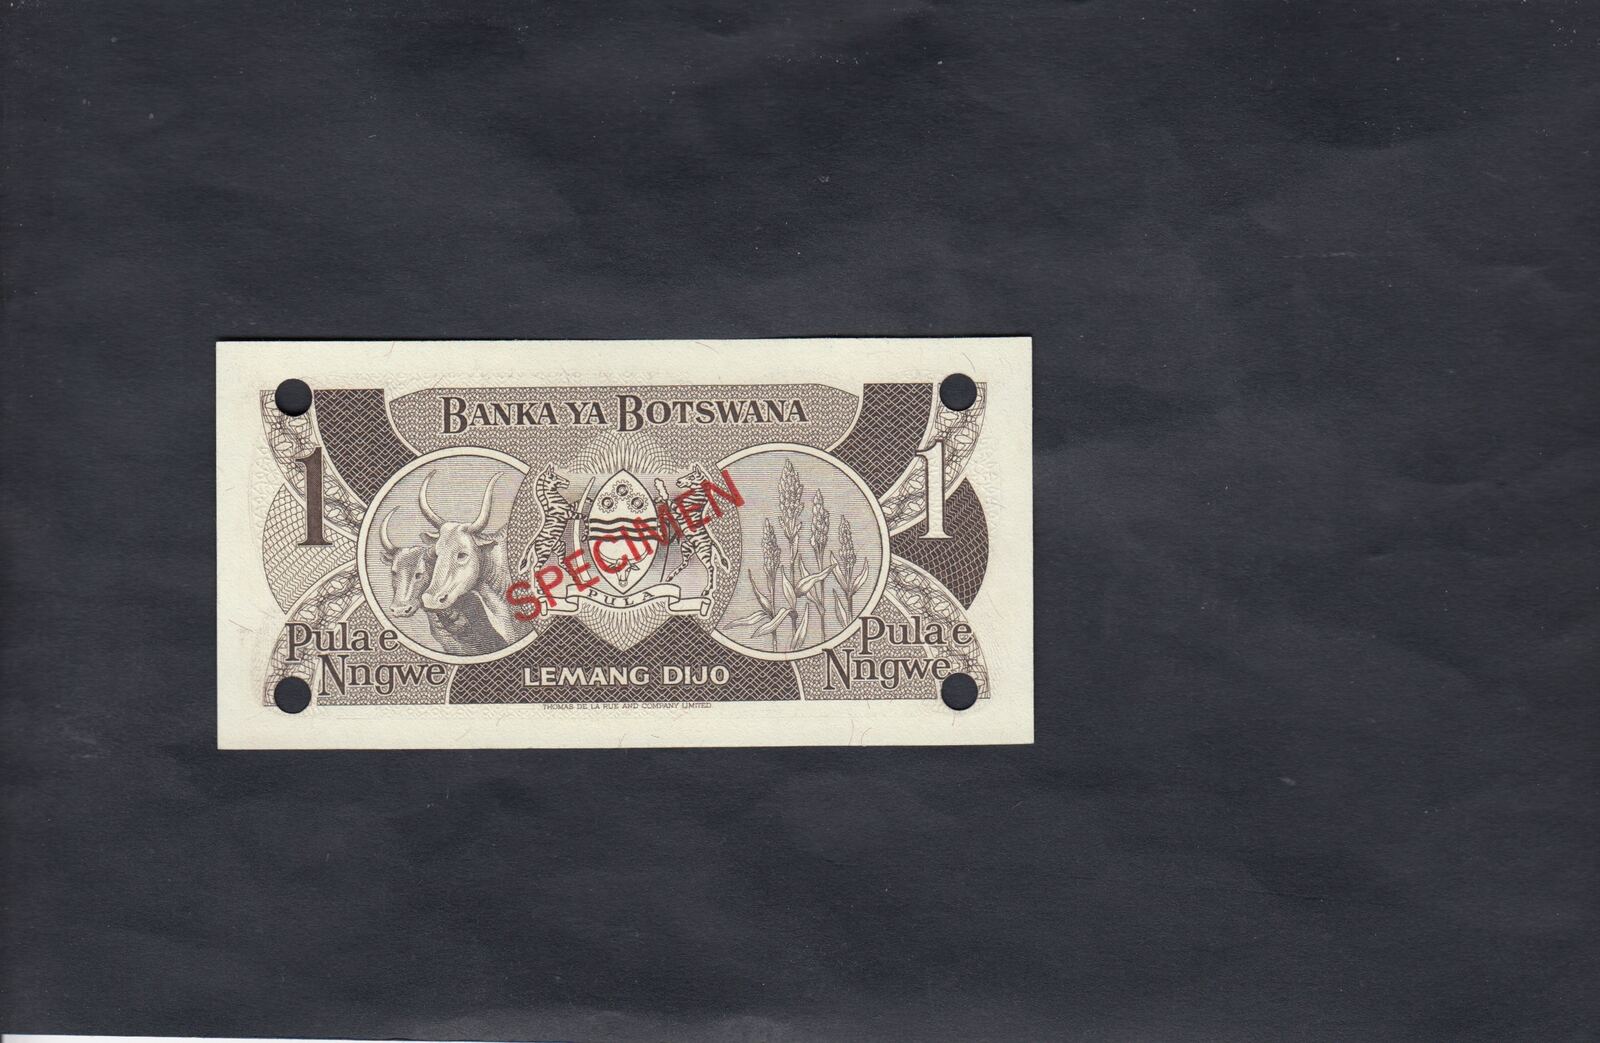 BANKA YA BOTSWANA
1
1
SPECIMEN
PULA
Pula e
Nngwe
Pula e
Nngwe
LEMANG DIJO
THOMAS DE LA RUE AND COMPANY LIMITED